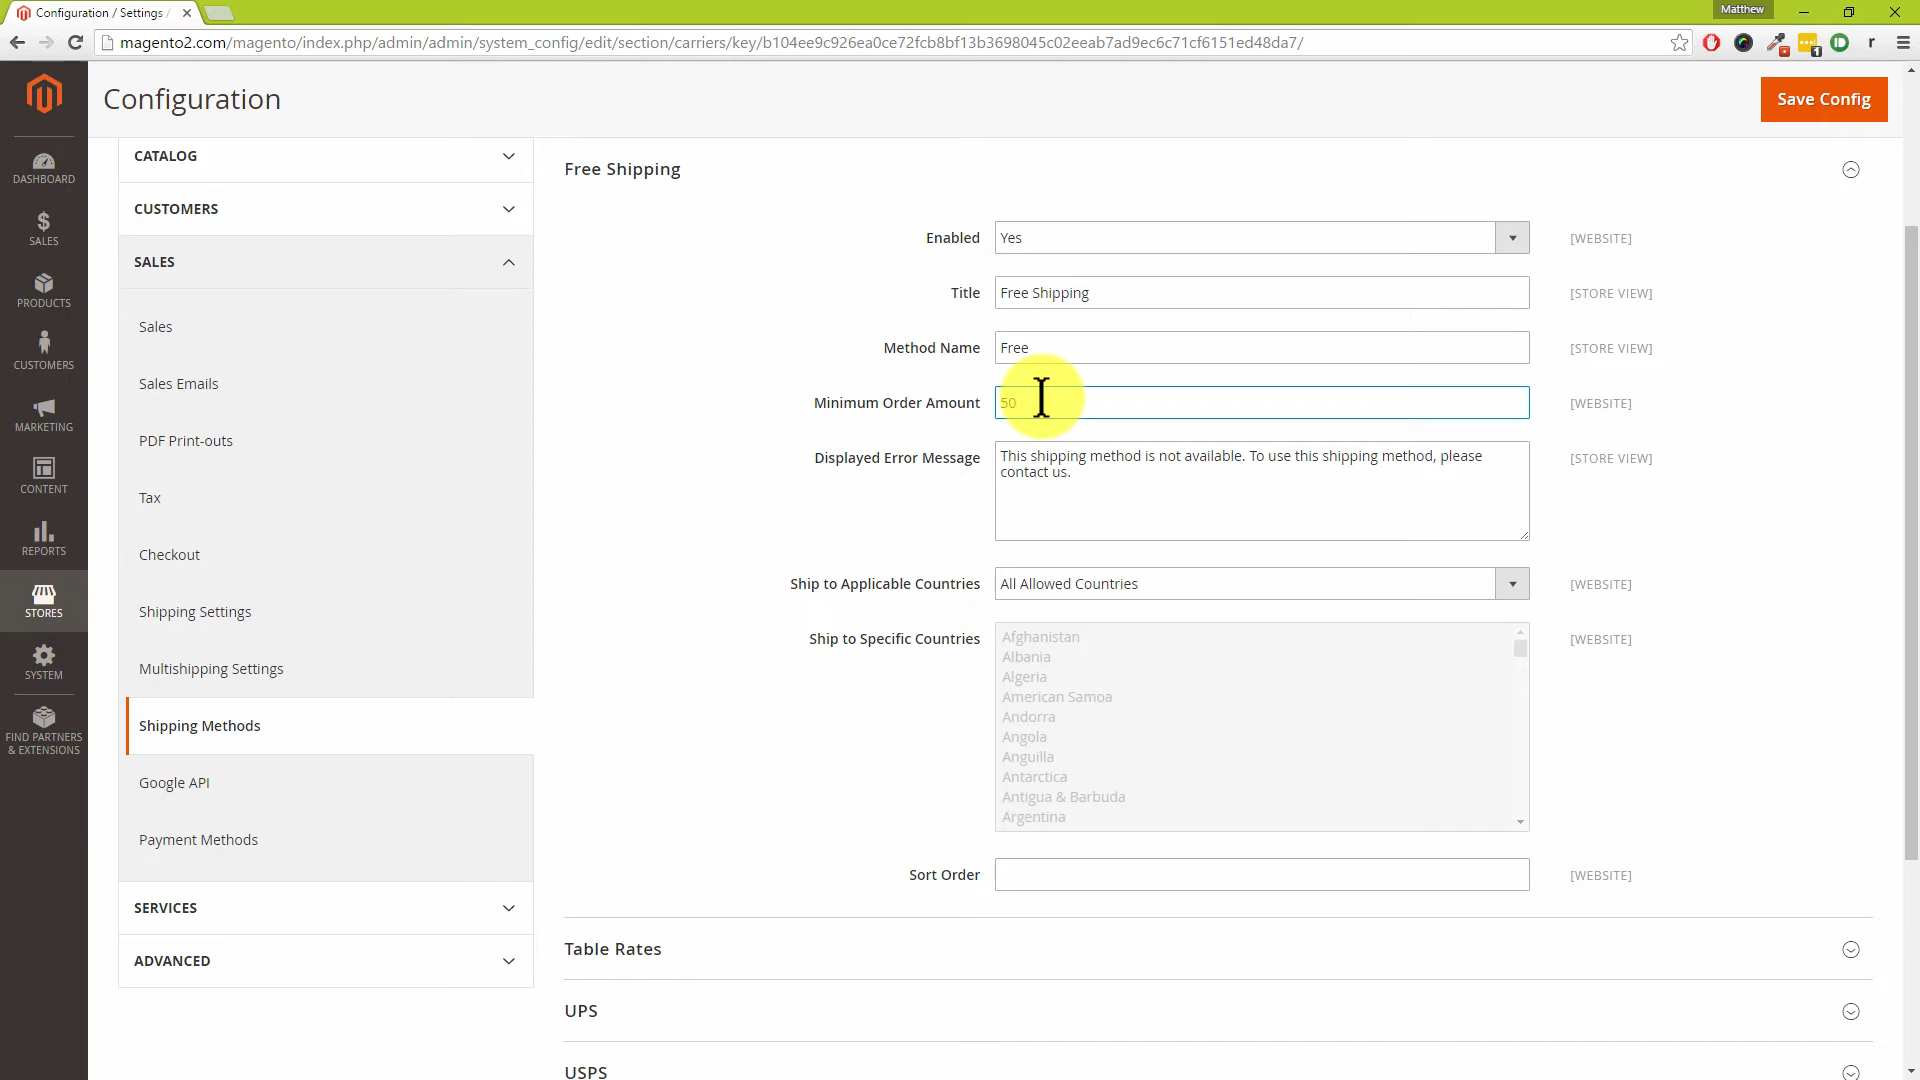 Configuration / Settings /
Matthew
magento2.com/magento/index.php/admin/admin/system_config/edit/section/carriers/key/b104ee9c926ea0ce72fcb8bf13b3698045c02eeab7ad9ec6c71cf6151ed48da7/
1
r
Configuration
Save Config
DASHBOARD
SALES
PRODUCTS
CUSTOMERS
MARKETING
CONTENT
REPORTS
STORES
SYSTEM
FIND PARTNERS
& EXTENSIONS
CATALOG
CUSTOMERS
SALES
Sales
Sales Emails
PDF Print-outs
Tax
Checkout
Shipping Settings
Multishipping Settings
Shipping Methods
Google API
Payment Methods
SERVICES
ADVANCED
Free Shipping
Enabled Yes [WEBSITE]
Title Free Shipping [STORE VIEW]
Method Name Free [STORE VIEW]
Minimum Order Amount 50 [WEBSITE]
Displayed Error Message This shipping method is not available. To use this shipping method, please [STORE VIEW]
contact us.
Ship to Applicable Countries All Allowed Countries [WEBSITE]
Ship to Specific Countries Afghanistan [WEBSITE]
Albania
Algeria
American Samoa
Andorra
Angola
Anguilla
Antarctica
Antigua & Barbuda
Argentina
Sort Order [WEBSITE]
Table Rates
UPS
USPS